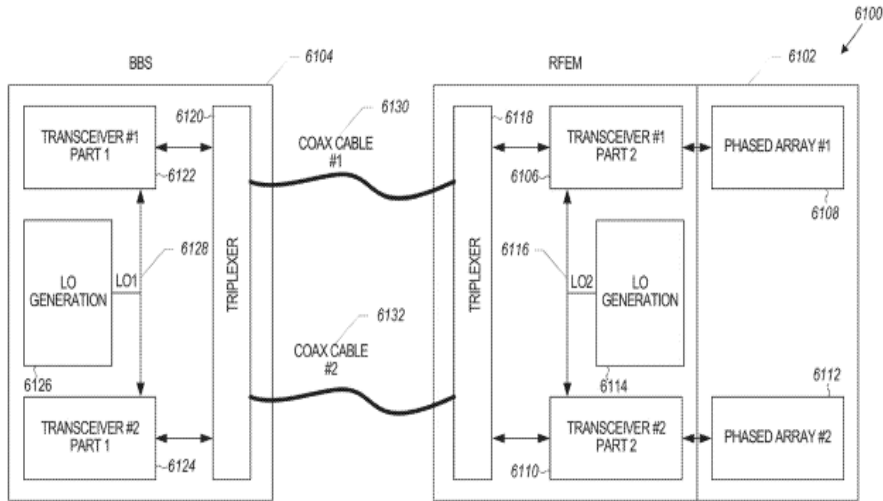 6100
BBS
6104
RFEM
6102
TRANSCEIVER #1
PART 1
6122
6120
6130
COAX CABLE
#1
6118
TRANSCEIVER #1
PART 2
6106
PHASED ARRAY #1
6108
LO
GENERATION
6126
LO1
6128
TRIPLEXER
6132
COAX CABLE
#2
TRIPLEXER
6116
LO2
LO
GENERATION
6114
6112
TRANSCEIVER #2
PART 1
6124
TRANSCEIVER #2
PART 2
6110
PHASED ARRAY #2